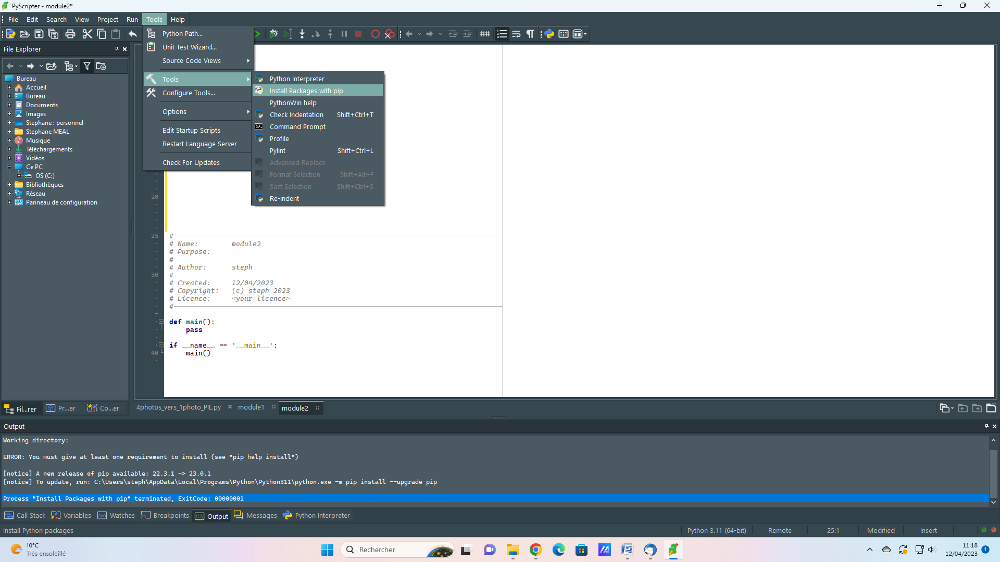 PyScripter - module2*
File Edit Search View Project Run Tools Help
File Explorer
Bureau
Accueil
Bureau
Documents
Images
Stephane : personnel
Stephane MEAL
Musique
Téléchargements
Vidéos
Ce PC
OS (C:)
Bibliothèques
Réseau
Panneau de configuration
Python Path...
Unit Test Wizard...
Source Code Views
Tools
Configure Tools...
Options
Edit Startup Scripts
Restart Language Server
Check For Updates
Python Interpreter
Install Packages with pip
PythonWin help
Check Indentation Shift+Ctrl+T
Command Prompt
Profile
Pylint Shift+Ctrl+L
Advanced Replace
Format Selection Shift+Alt+F
Sort Selection Shift+Ctrl+S
Re-indent
20
25 #-------------------------------------------------------------------------------
# Name: module2
# Purpose:
#
# Author: steph
30 #
# Created: 12/04/2023
# Copyright: (c) steph 2023
# Licence: <your licence>
#-------------------------------------------------------------------------------
def main():
pass
if __name__ == '__main__':
40 main()
Fil...rer Pr...er Co...er
4photos_vers_1photo_PIL.py module1 module2
Output
Working directory:
ERROR: You must give at least one requirement to install (see "pip help install")
[notice] A new release of pip available: 22.3.1 -> 23.0.1
[notice] To update, run: C:\Users\steph\AppData\Local\Programs\Python\Python311\python.exe -m pip install --upgrade pip
Process "Install Packages with pip" terminated, ExitCode: 00000001
Call Stack Variables Watches Breakpoints Output Messages Python Interpreter
Install Python packages Python 3.11 (64-bit) Remote 25:1 Modified Insert
10°C
Très ensoleillé
Rechercher
11:18
12/04/2023
1